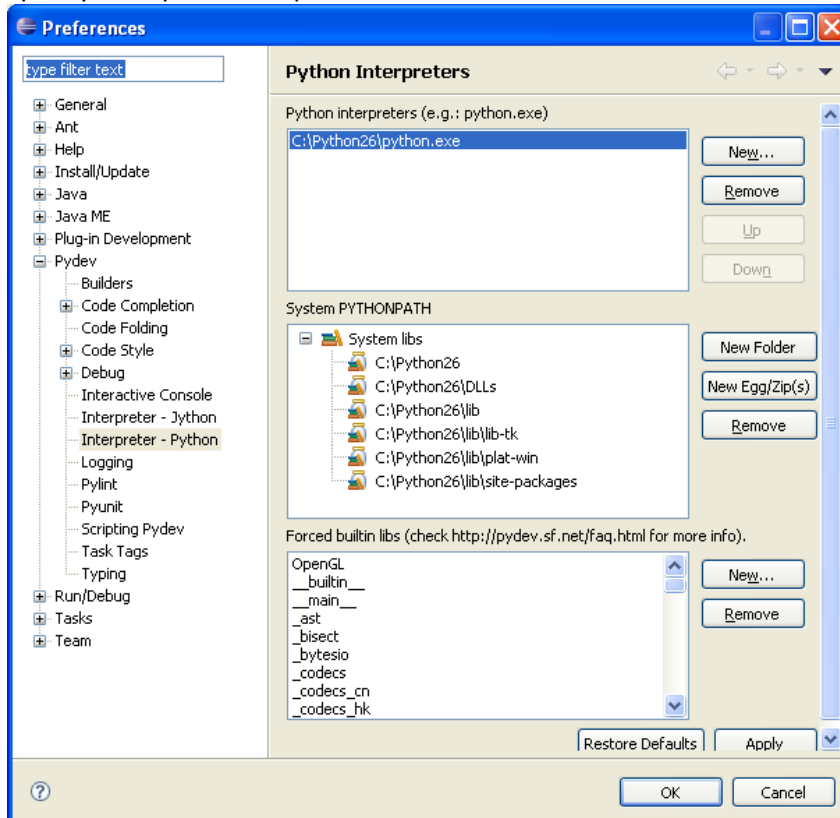 Preferences
type filter text
General
Ant
Help
Install/Update
Java
Java ME
Plug-in Development
Pydev
Builders
Code Completion
Code Folding
Code Style
Debug
Interactive Console
Interpreter - Jython
Interpreter - Python
Logging
Pylint
Pyunit
Scripting Pydev
Task Tags
Typing
Run/Debug
Tasks
Team
Python Interpreters
Python interpreters (e.g.: python.exe)
C:\Python26\python.exe
New...
Remove
Up
Down
System PYTHONPATH
System libs
C:\Python26
C:\Python26\DLLs
C:\Python26\lib
C:\Python26\lib\lib-tk
C:\Python26\lib\plat-win
C:\Python26\lib\site-packages
New Folder
New Egg/Zip(s)
Remove
Forced builtin libs (check http://pydev.sf.net/faq.html for more info).
OpenGL
__builtin__
__main__
_ast
_bisect
_bytesio
_codecs
_codecs_cn
_codecs_hk
New...
Remove
Restore Defaults
Apply
OK
Cancel